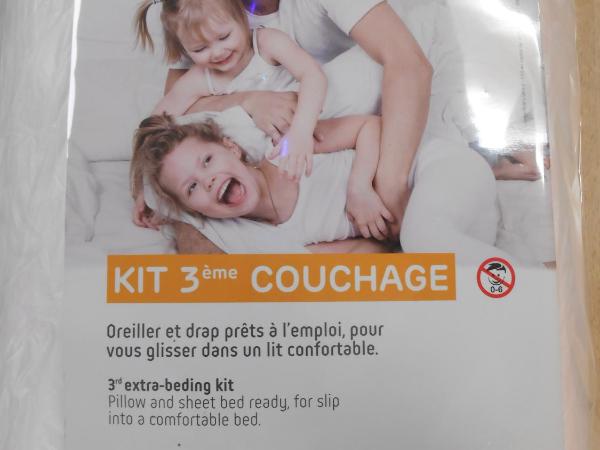 KIT 3ème COUCHAGE
0-6
Oreiller et drap prêts à l'emploi, pour
vous glisser dans un lit confortable.
3rd extra-beding kit
Pillow and sheet bed ready, for slip
into a comfortable bed.